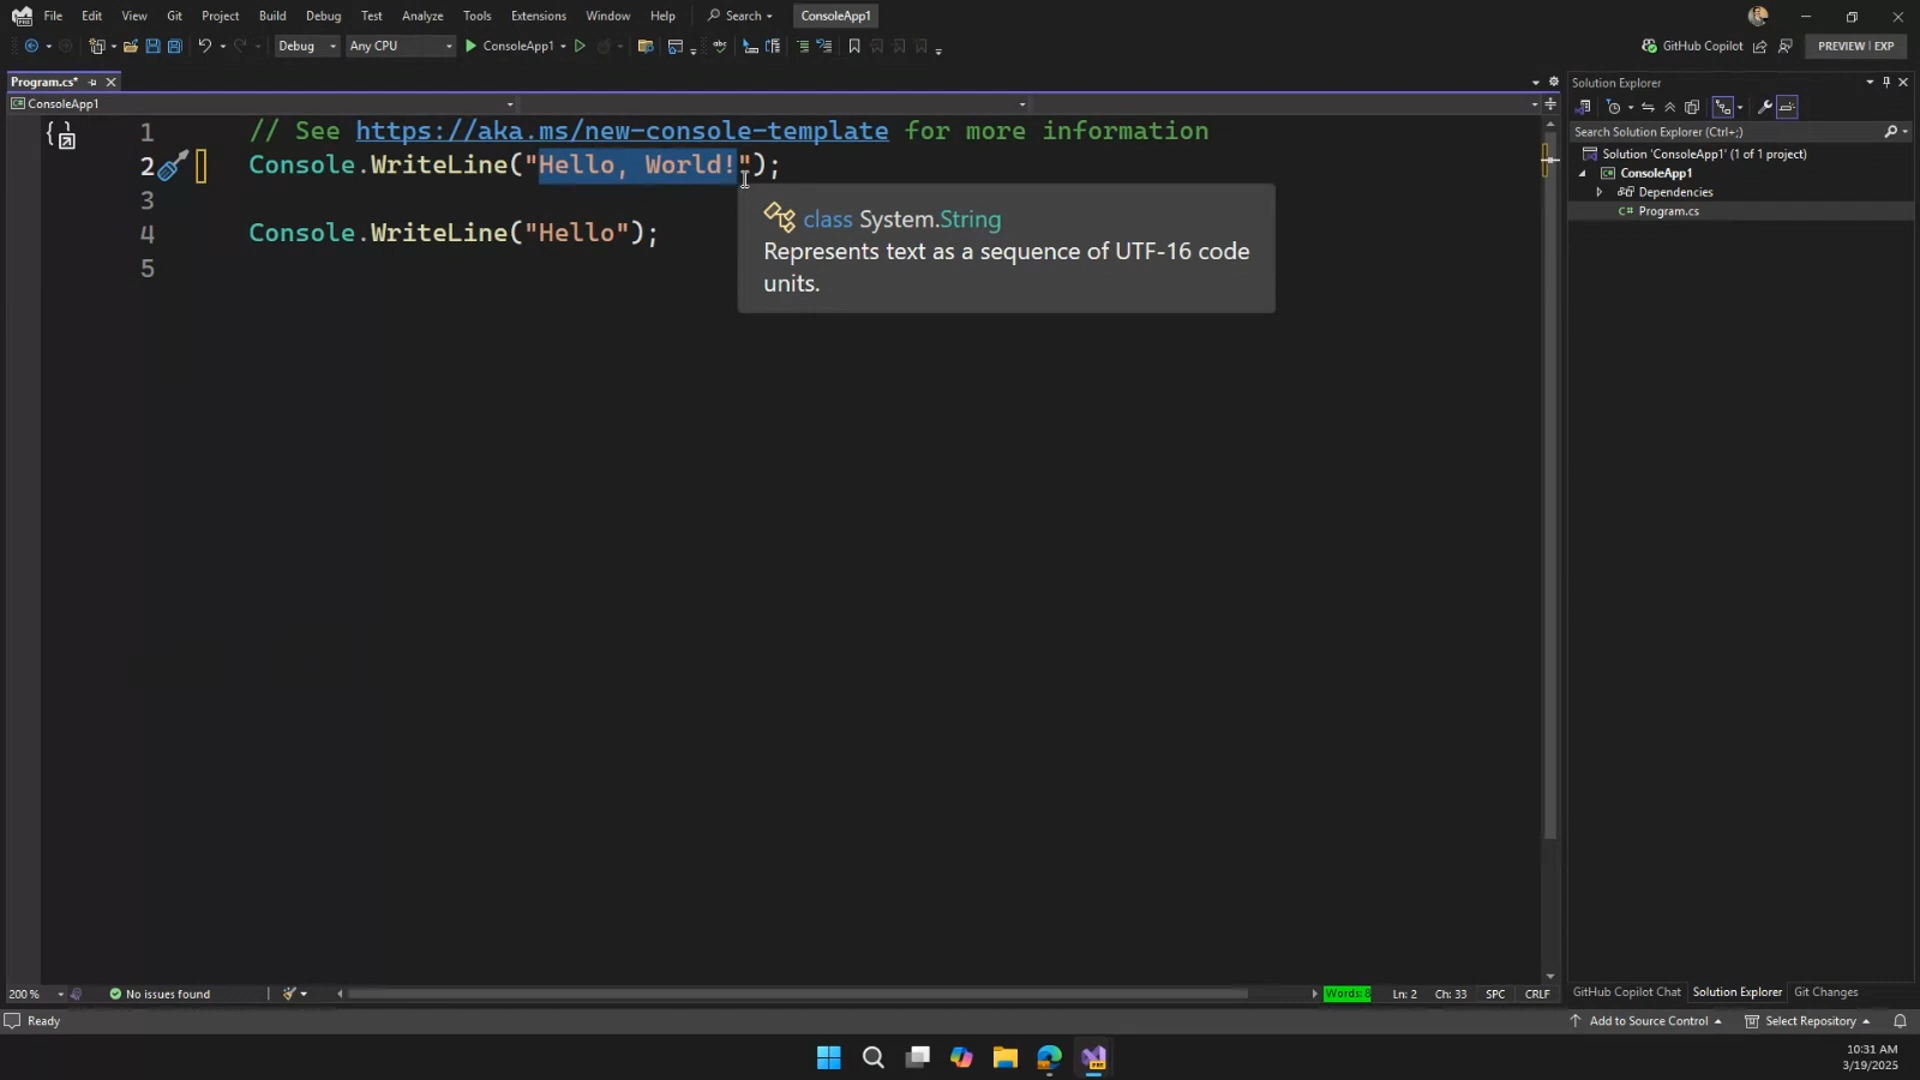 File Edit View Git Project Build Debug Test Analyze Tools Extensions Window Help Search ConsoleApp1
Debug Any CPU ConsoleApp1 GitHub Copilot PREVIEW | EXP
Program.cs*
ConsoleApp1
1 // See https://aka.ms/new-console-template for more information
2 Console.WriteLine("Hello, World!");
3
4 Console.WriteLine("Hello");
5
class System.String
Represents text as a sequence of UTF-16 code
units.
Solution Explorer
Search Solution Explorer (Ctrl+;)
Solution 'ConsoleApp1' (1 of 1 project)
ConsoleApp1
Dependencies
C# Program.cs
200 % No issues found Words: 8 Ln: 2 Ch: 33 SPC CRLF
GitHub Copilot Chat Solution Explorer Git Changes
Ready Add to Source Control Select Repository
10:31 AM
3/19/2025